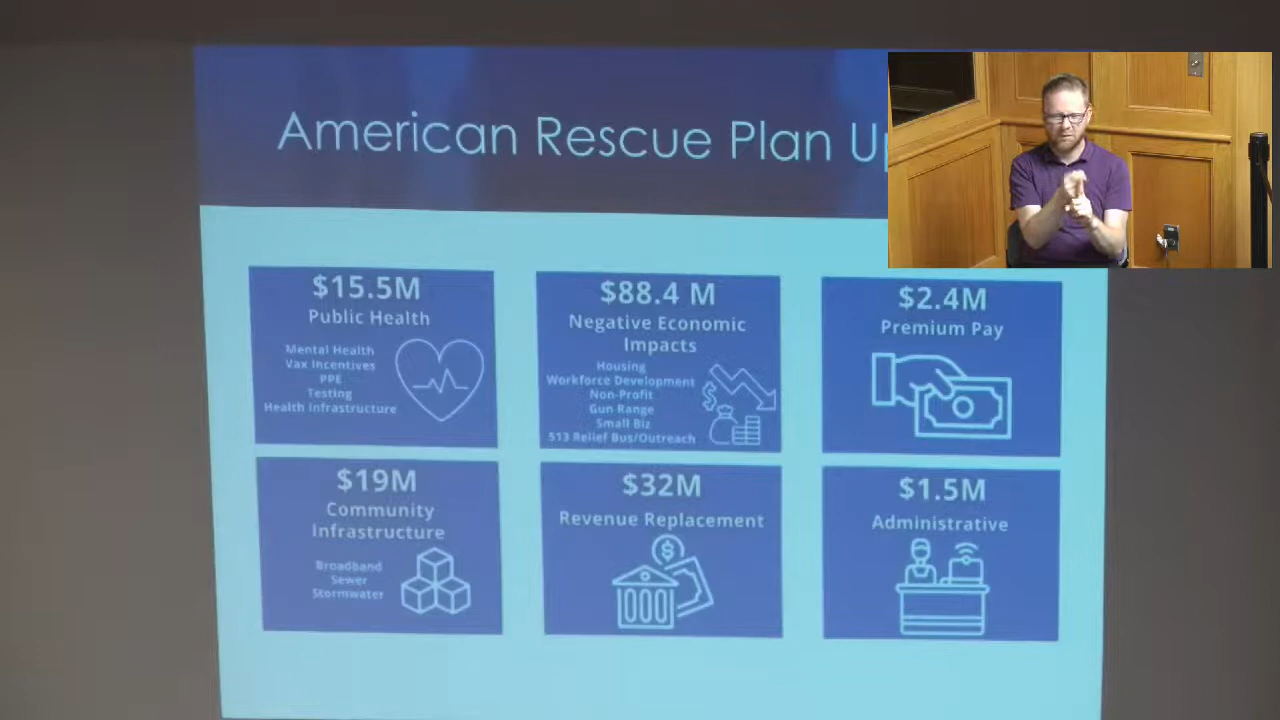 American Rescue Plan
$15.5M
Public Health
Mental Health
Vax Incentives
PPE
Testing
Health Infrastructure
$88.4 M
Negative Economic
Impacts
Housing
Workforce Development
Non-Profit
Gun Range
Small Biz
513 Relief Bus/Outreach
$2.4M
Premium Pay
$19M
Community
Infrastructure
Broadband
Sewer
Stormwater
$32M
Revenue Replacement
$1.5M
Administrative